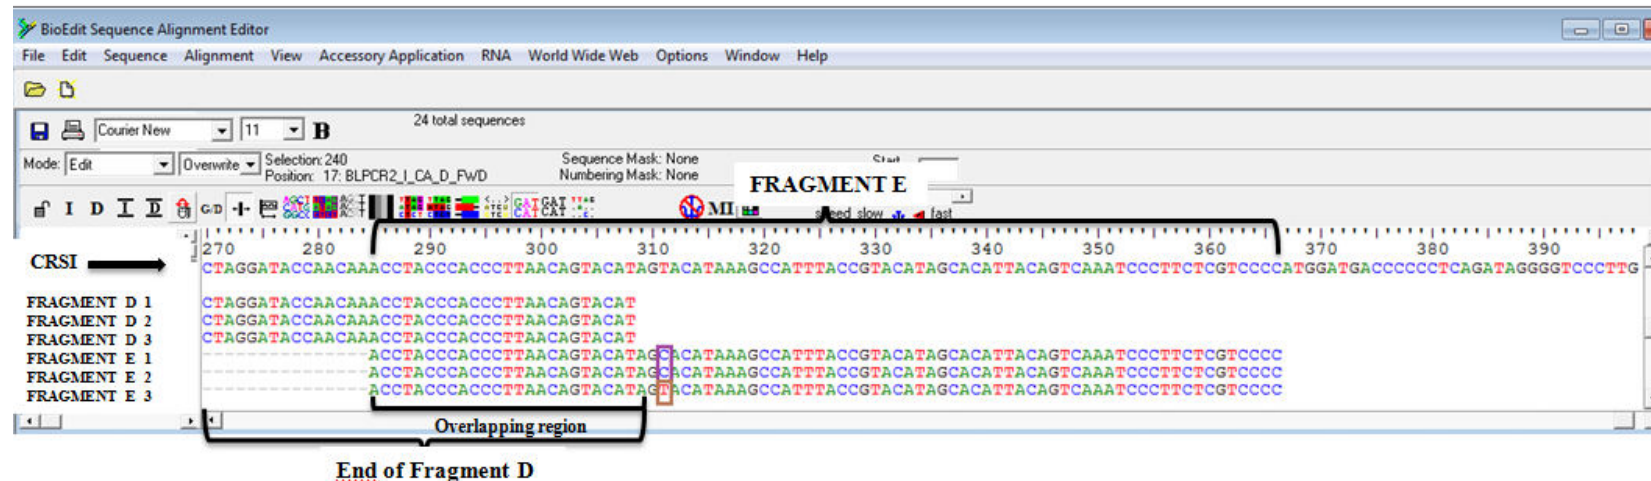 BioEdit Sequence Alignment Editor
File Edit Sequence Alignment View Accessory Application RNA World Wide Web Options Window Help
Courier New 11 B 24 total sequences
Mode: Edit Overwrite Selection: 240 Sequence Mask: None
Position: 17: BLPCR2_I_CA_D_FWD Numbering Mask: None
FRAGMENT E
I D I D G/D slow fast
270 280 290 300 310 320 330 340 350 360 370 380 390
CRSI CTAGGATACCAACAAACCTACCCACCCTTAACAGTACATAGTACATAAAGCCATTTACCGTACATAGCACATTACAGTCAAATCCCTTCTCGTCCCCATGGATGACCCCCCTCAGATAGGGGTCCCTTG
FRAGMENT D 1 CTAGGATACCAACAAACCTACCCACCCTTAACAGTACAT
FRAGMENT D 2 CTAGGATACCAACAAACCTACCCACCCTTAACAGTACAT
FRAGMENT D 3 CTAGGATACCAACAAACCTACCCACCCTTAACAGTACAT
FRAGMENT E 1 ---------------ACCTACCCACCCTTAACAGTACATAGCACATAAAGCCATTTACCGTACATAGCACATTACAGTCAAATCCCTTCTCGTCCCC
FRAGMENT E 2 ---------------ACCTACCCACCCTTAACAGTACATAGCACATAAAGCCATTTACCGTACATAGCACATTACAGTCAAATCCCTTCTCGTCCCC
FRAGMENT E 3 ---------------ACCTACCCACCCTTAACAGTACATAGTACATAAAGCCATTTACCGTACATAGCACATTACAGTCAAATCCCTTCTCGTCCCC
Overlapping region
End of Fragment D